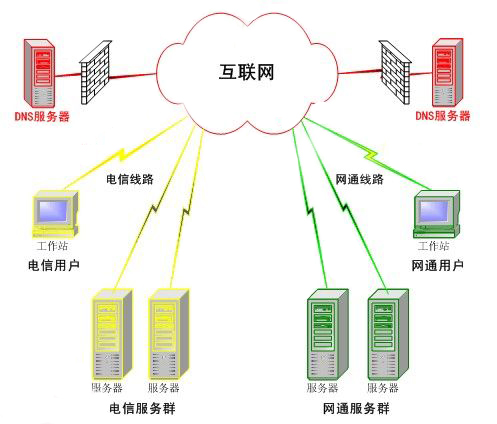 互联网
DNS服务器
DNS服务器
电信线路
网通线路
工作站
工作站
电信用户
网通用户
服务器
服务器
服务器
服务器
电信服务群
网通服务群